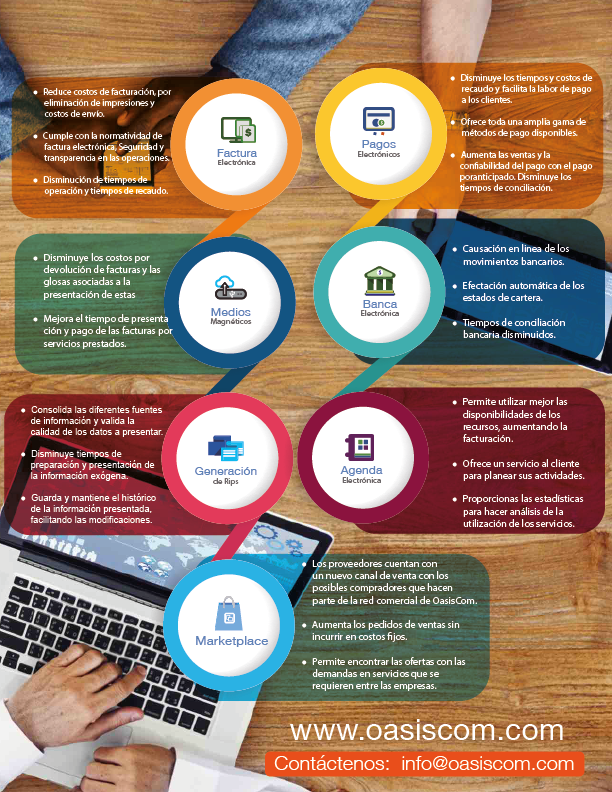 Reduce costos de facturación, por
eliminación de impresiones y
costos de envío.
Cumple con la normatividad de
factura electrónica, Seguridad y
transparencia en las operaciones.
Disminución de tiempos de
operación y tiempos de recaudo.
Factura
Electrónica
Pagos
Electrónicos
Disminuye los tiempos y costos de
recaudo y facilita la labor de pago
a los clientes.
Ofrece toda una amplia gama de
métodos de pago disponibles.
Aumenta las ventas y la
confiabilidad del pago con el pago
poranticipado. Disminuye los
tiempos de conciliación.
Disminuye los costos por
devolución de facturas y las
glosas asociadas a la
presentación de estas
Mejora el tiempo de presenta
ción y pago de las facturas por
servicios prestados.
Medios
Magnéticos
Banca
Electrónica
Causación en linea de los
movimientos bancarios.
Efectación automática de los
estados de cartera.
Tiempos de conciliación
bancaria disminuidos.
Consolida las diferentes fuentes
de información y valida la
calidad de los datos a presentar.
Disminuye tiempos de
preparación y presentación de
la información exógena.
Guarda y mantiene el histórico
de la información presentada,
facilitando las modificaciones.
Generación
de Rips
Agenda
Electrónica
Permite utilizar mejor las
disponibilidades de los
recursos, aumentando la
facturación.
Ofrece un servicio al cliente
para planear sus actividades.
Proporcionas las estadísticas
para hacer análisis de la
utilización de los servicios.
Marketplace
Los proveedores cuentan con
un nuevo canal de venta con los
posibles compradores que hacen
parte de la red comercial de OasisCom.
Aumenta los pedidos de ventas sin
incurrir en costos fijos.
Permite encontrar las ofertas con las
demandas en servicios que se
requieren entre las empresas.
www.oasiscom.com
Contáctenos: info@oasiscom.com